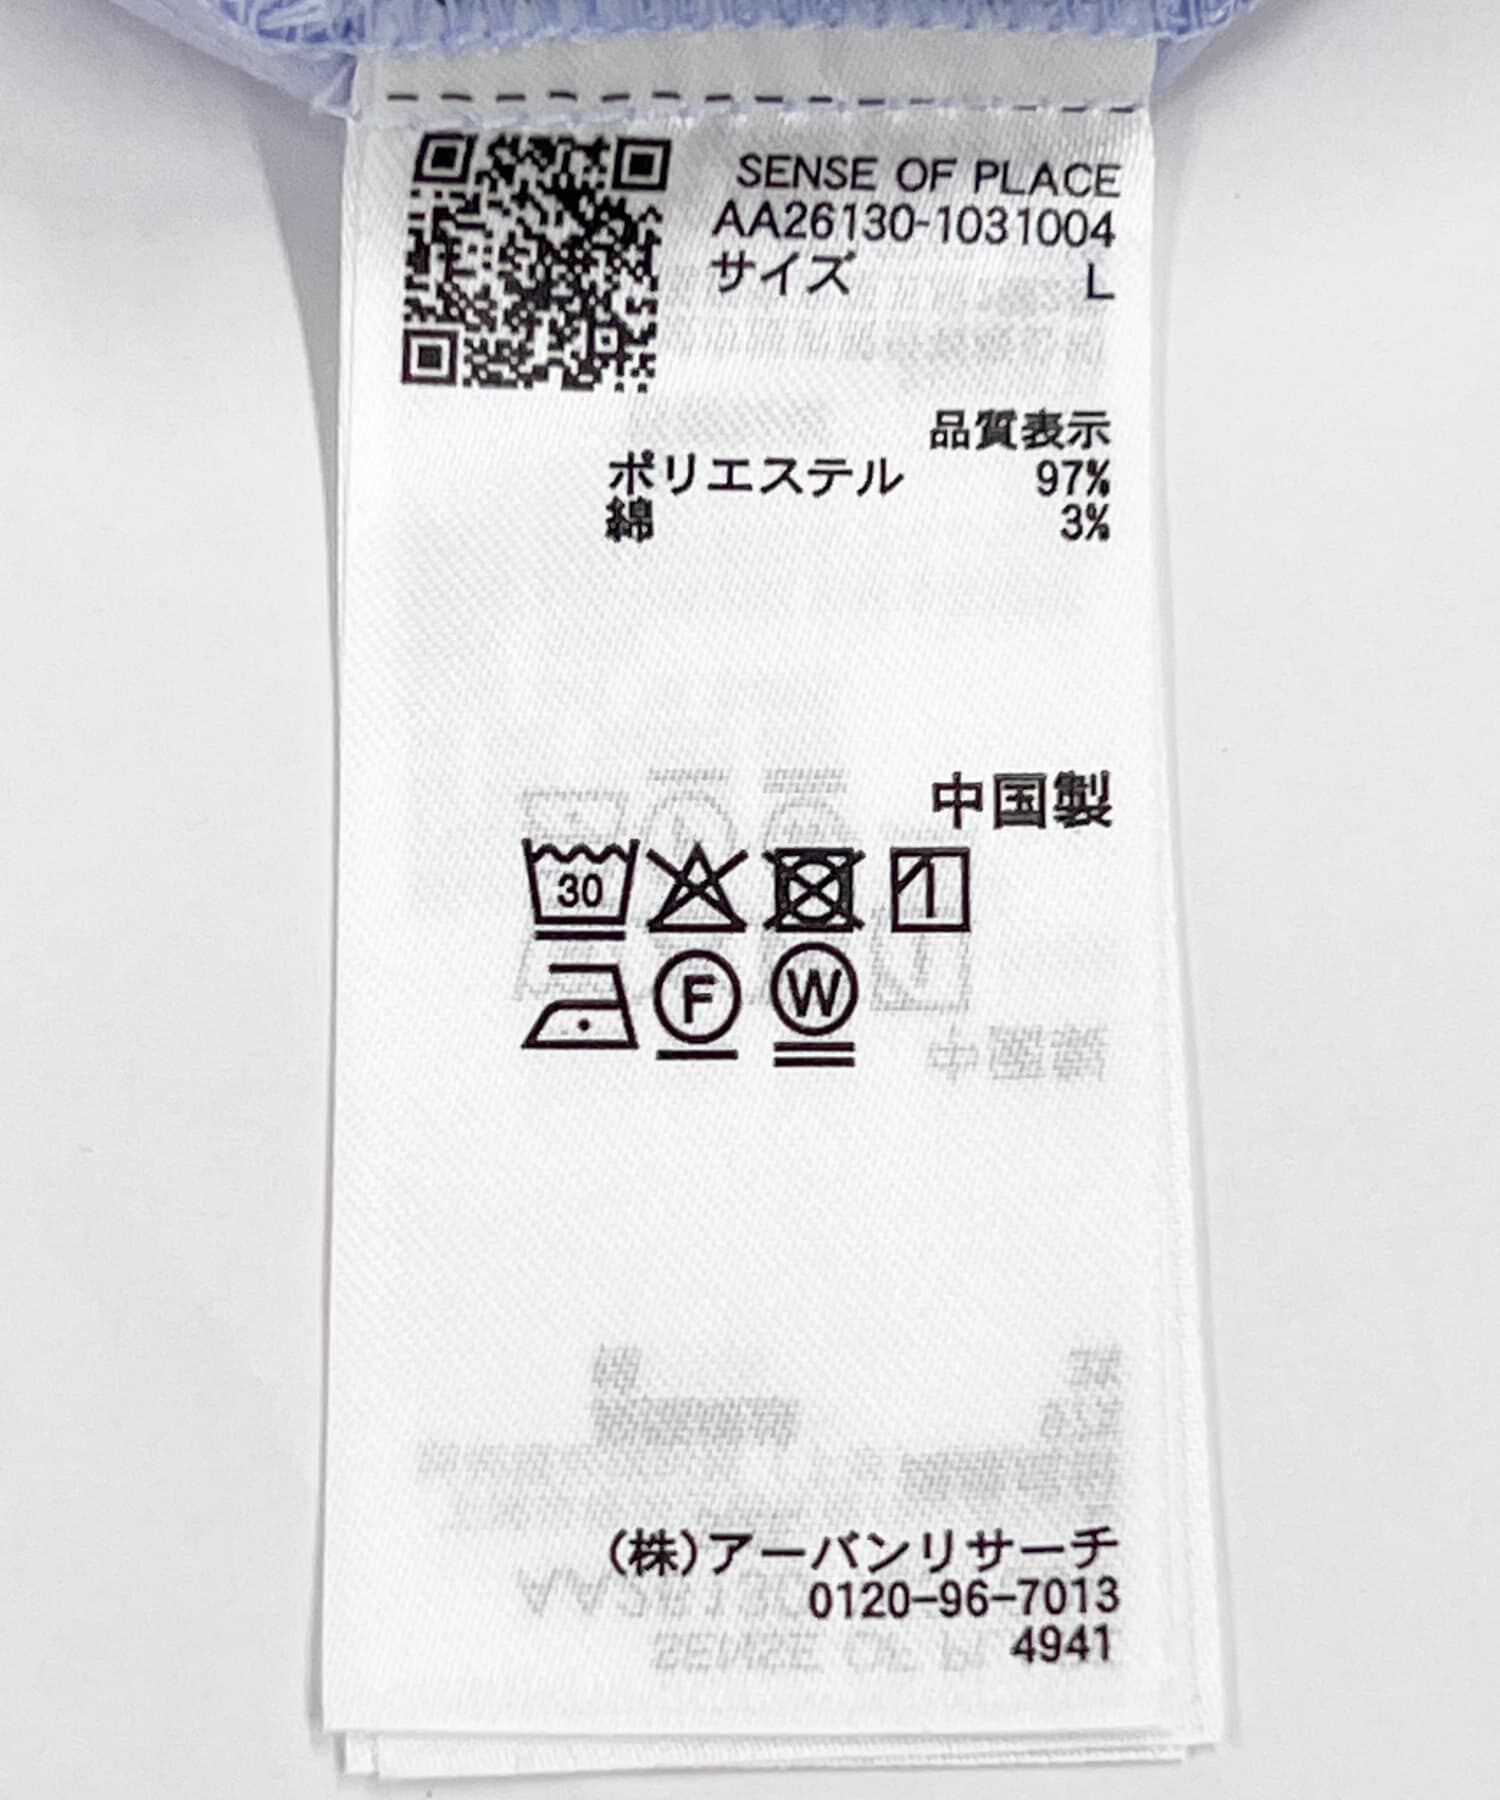 SENSE OF PLACE
AA26130-1031004
サイズ L
品質表示
ポリエステル 97%
綿 3%
中国製
30
F W
(株)アーバンリサーチ
0120-96-7013
4941